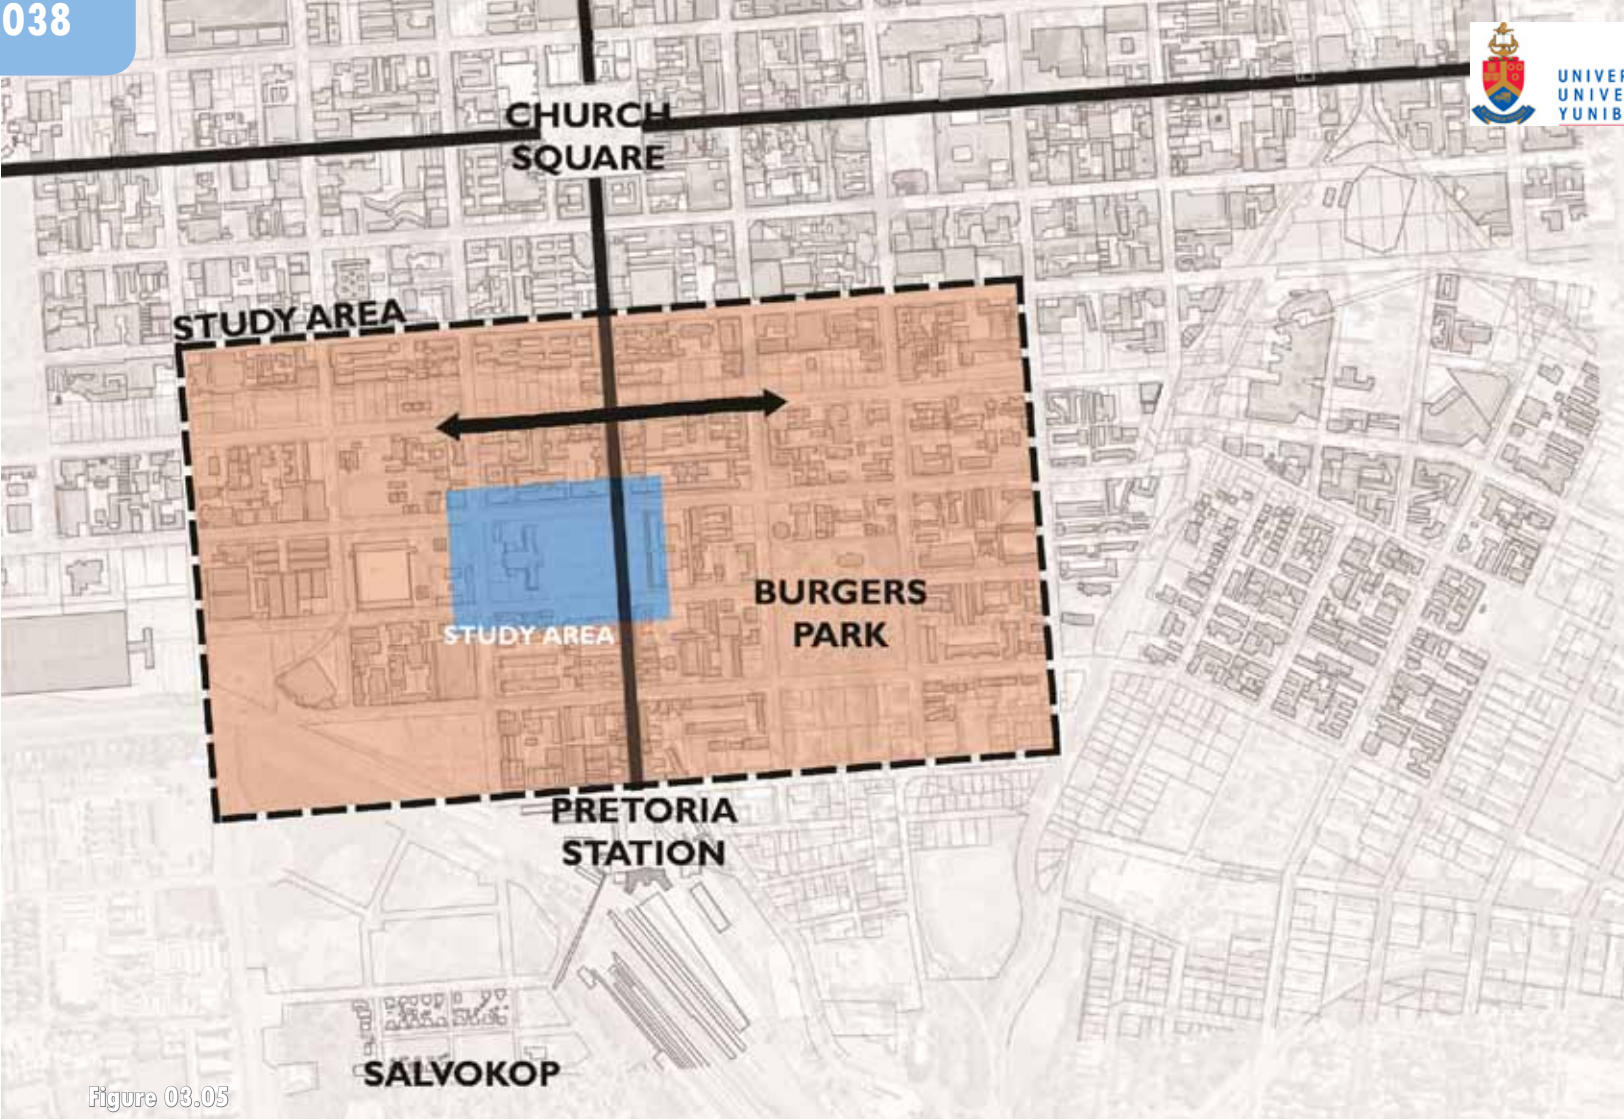 038
CHURCH
SQUARE
STUDY AREA
BURGERS
PARK
STUDY AREA
PRETORIA
STATION
SALVOKOP
Figure 03.05